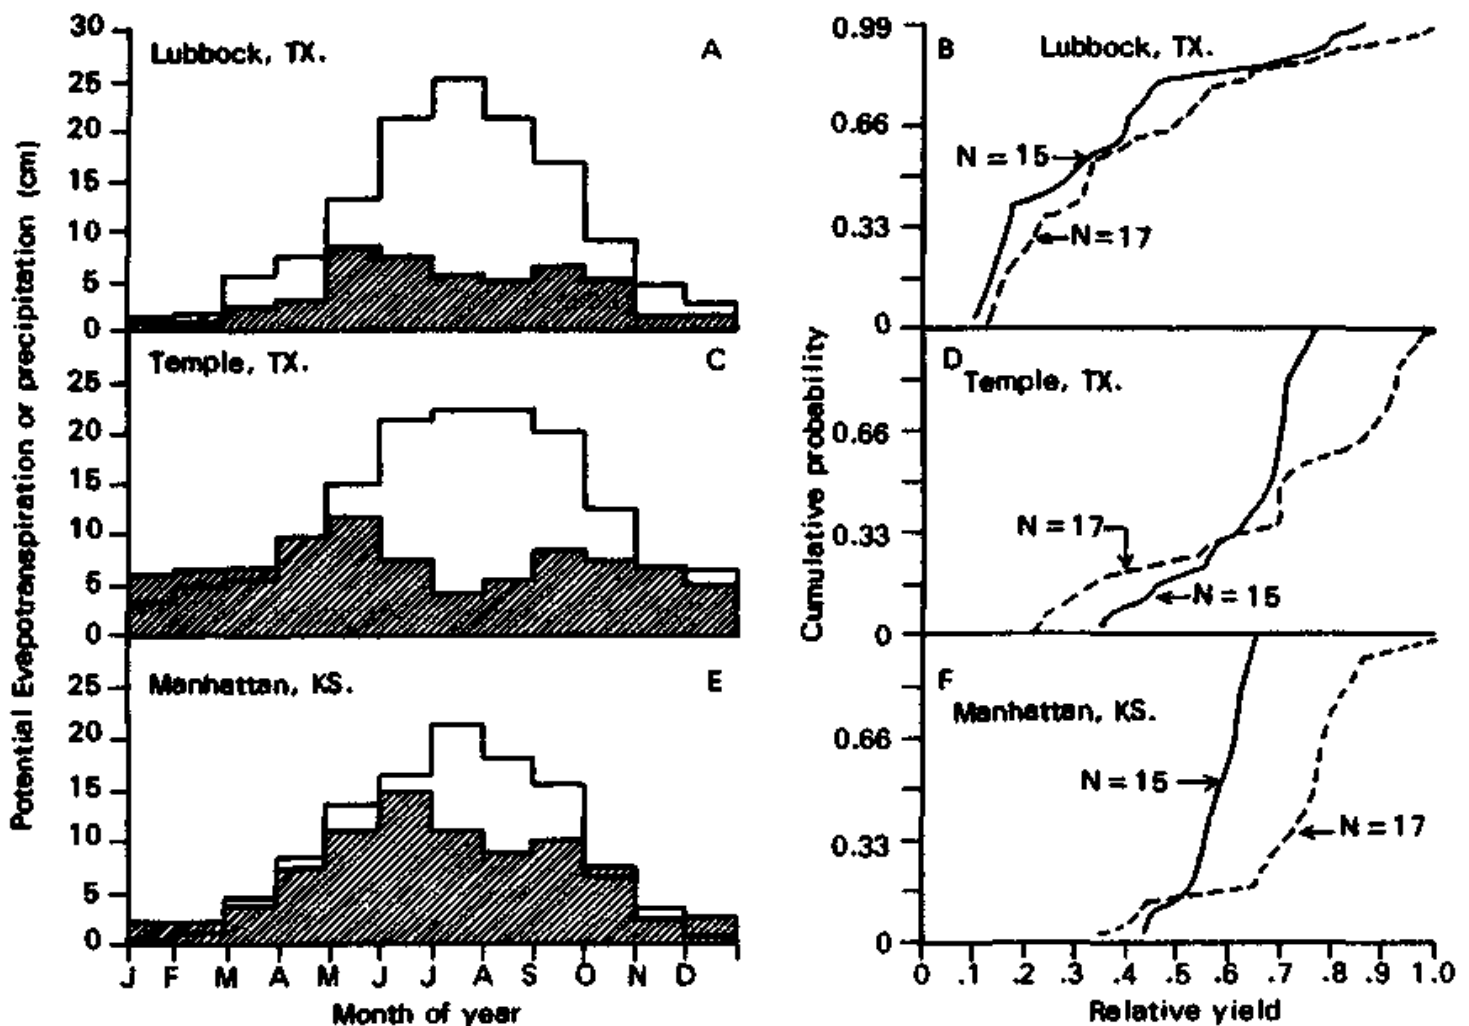 Potential Evapotranspiration or precipitation (cm)
30
25
20
15
10
5
0
Lubbock, TX.
A
25
20
15
10
5
0
Temple, TX.
C
25
20
15
10
5
0
Manhattan, KS.
E
J F M A M J J A S O N D
Month of year
Cumulative probability
0.99
0.66
0.33
0
B
Lubbock, TX.
N = 15
N=17
0.66
0.33
0
D
Temple, TX.
N = 17
N = 15
0.66
0.33
0
F
Manhattan, KS.
N = 15
N = 17
0 .1 .2 .3 .4 .5 .6 .7 .8 .9 1.0
Relative yield